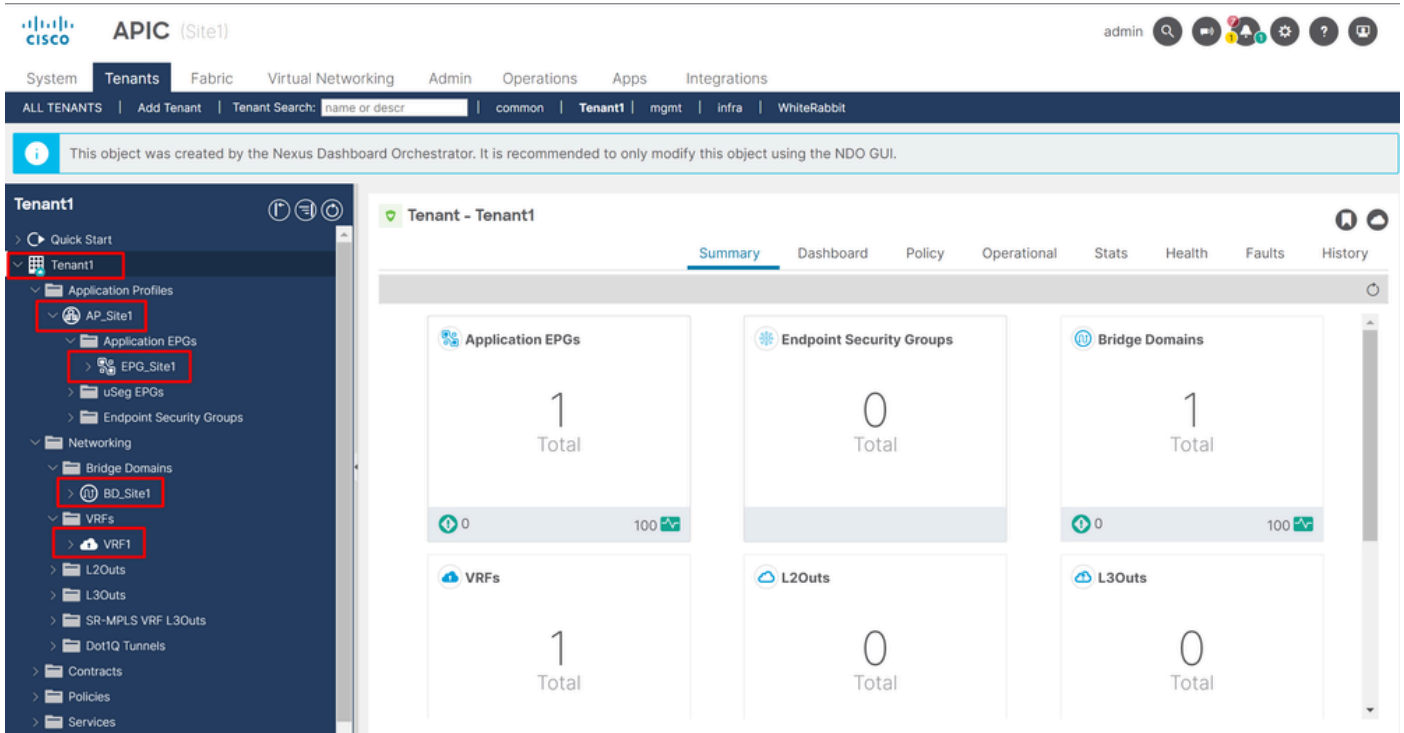 CISCO
APIC (Site1)
admin
7
1
1
System Tenants Fabric Virtual Networking Admin Operations Apps Integrations
ALL TENANTS | Add Tenant | Tenant Search: name or descr | common | Tenant1 | mgmt | infra | WhiteRabbit
This object was created by the Nexus Dashboard Orchestrator. It is recommended to only modify this object using the NDO GUI.
Tenant1
Quick Start
Tenant1
Application Profiles
AP_Site1
Application EPGs
EPG_Site1
uSeg EPGs
Endpoint Security Groups
Networking
Bridge Domains
BD_Site1
VRFs
VRF1
L2Outs
L3Outs
SR-MPLS VRF L3Outs
Dot1Q Tunnels
Contracts
Policies
Services
Tenant - Tenant1
Summary Dashboard Policy Operational Stats Health Faults History
Application EPGs
1
Total
0 100
Endpoint Security Groups
0
Total
Bridge Domains
1
Total
0 100
VRFs
1
Total
L2Outs
0
Total
L3Outs
0
Total